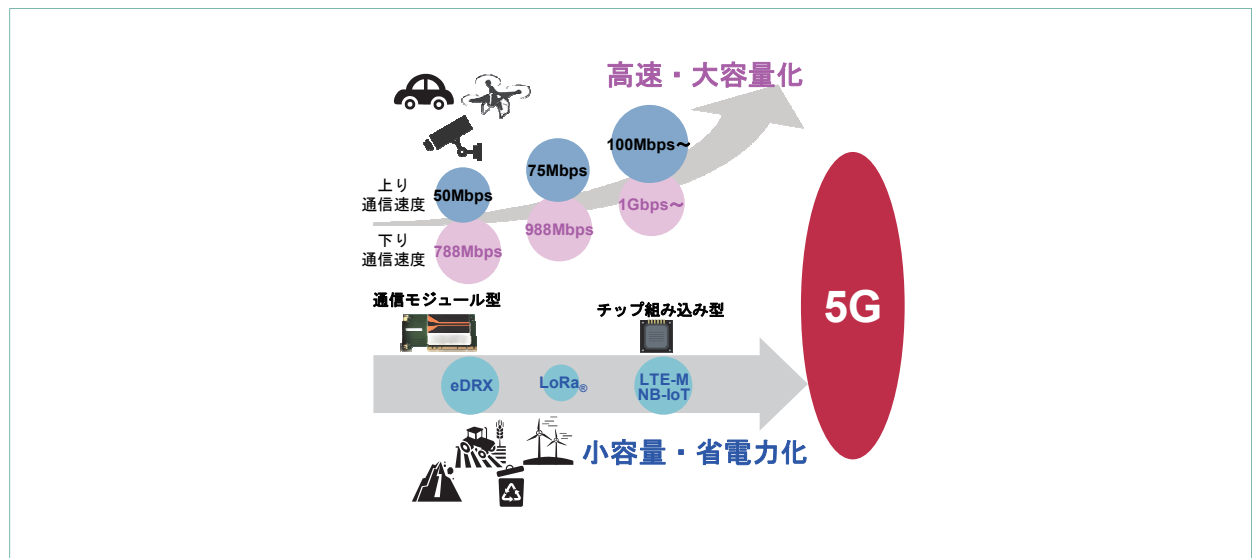 高速・大容量化
100Mbps～
75Mbps
上り
通信速度
50Mbps
1Gbps～
988Mbps
下り
通信速度
788Mbps
通信モジュール型
チップ組み込み型
5G
eDRX
LoRa®
LTE-M
NB-IoT
小容量・省電力化